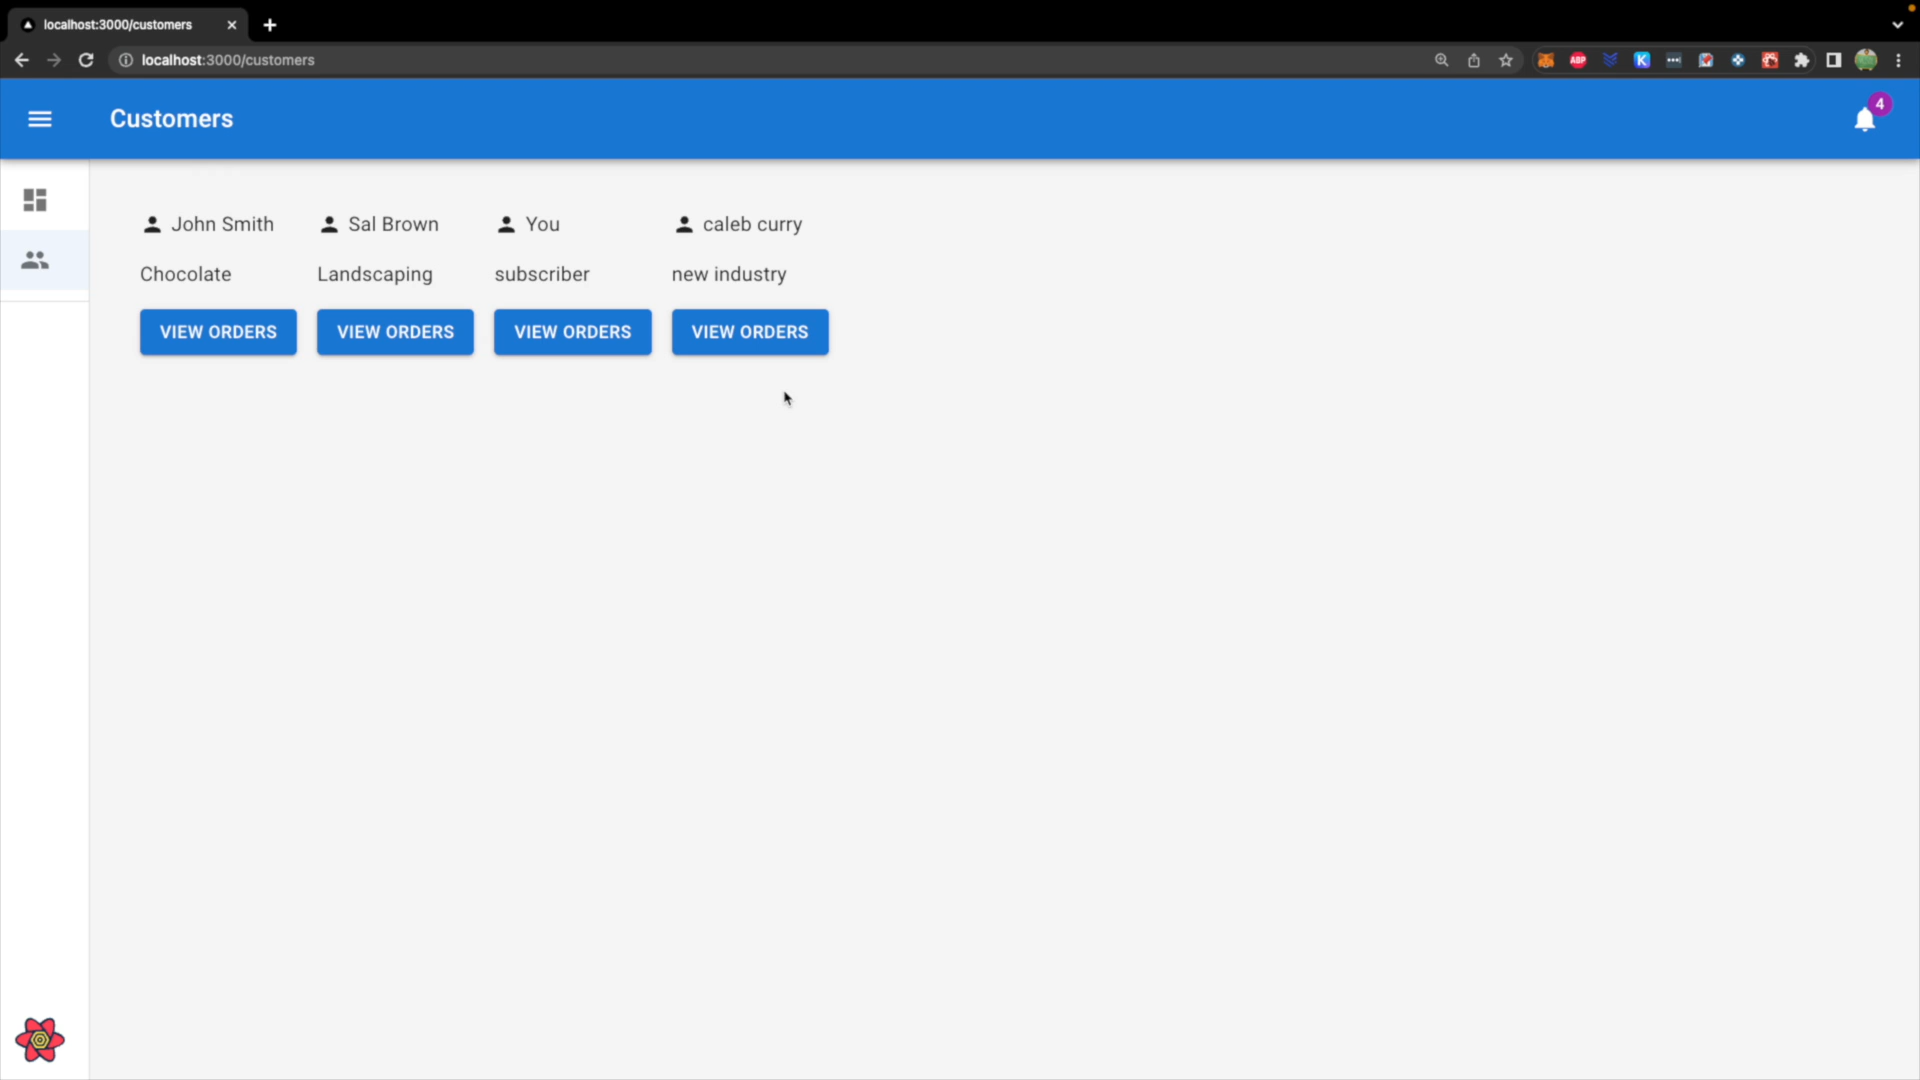 localhost:3000/customers
localhost:3000/customers
ABP
K
Customers
4
John Smith
Sal Brown
You
caleb curry
Chocolate
Landscaping
subscriber
new industry
VIEW ORDERS
VIEW ORDERS
VIEW ORDERS
VIEW ORDERS